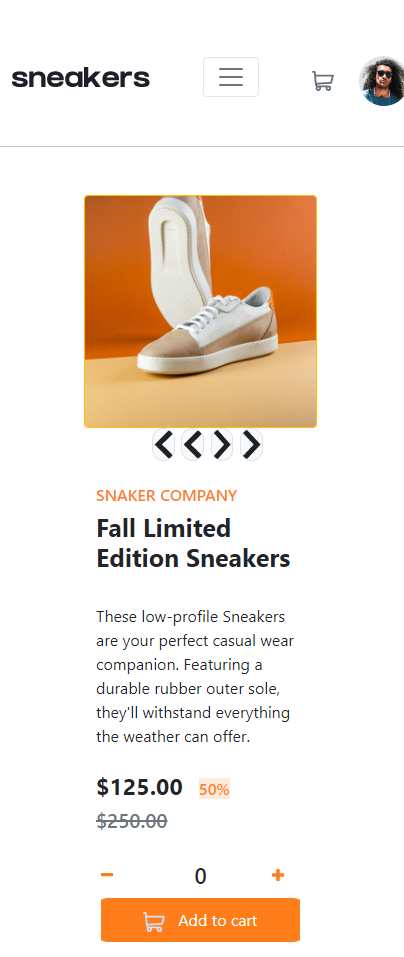 sneakers
SNAKER COMPANY
Fall Limited
Edition Sneakers
These low-profile Sneakers
are your perfect casual wear
companion. Featuring a
durable rubber outer sole,
they'll withstand everything
the weather can offer.
$125.00 50%
$250.00
0
Add to cart